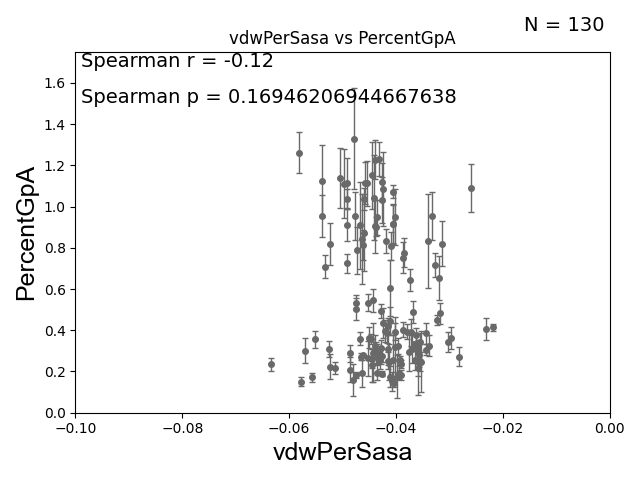 N = 130
vdwPerSasa vs PercentGpA
Spearman r = -0.12
Spearman p = 0.16946206944667638
PercentGpA
1.6
1.4
1.2
1.0
0.8
0.6
0.4
0.2
0.0
−0.10
−0.08
−0.06
−0.04
−0.02
0.00
vdwPerSasa